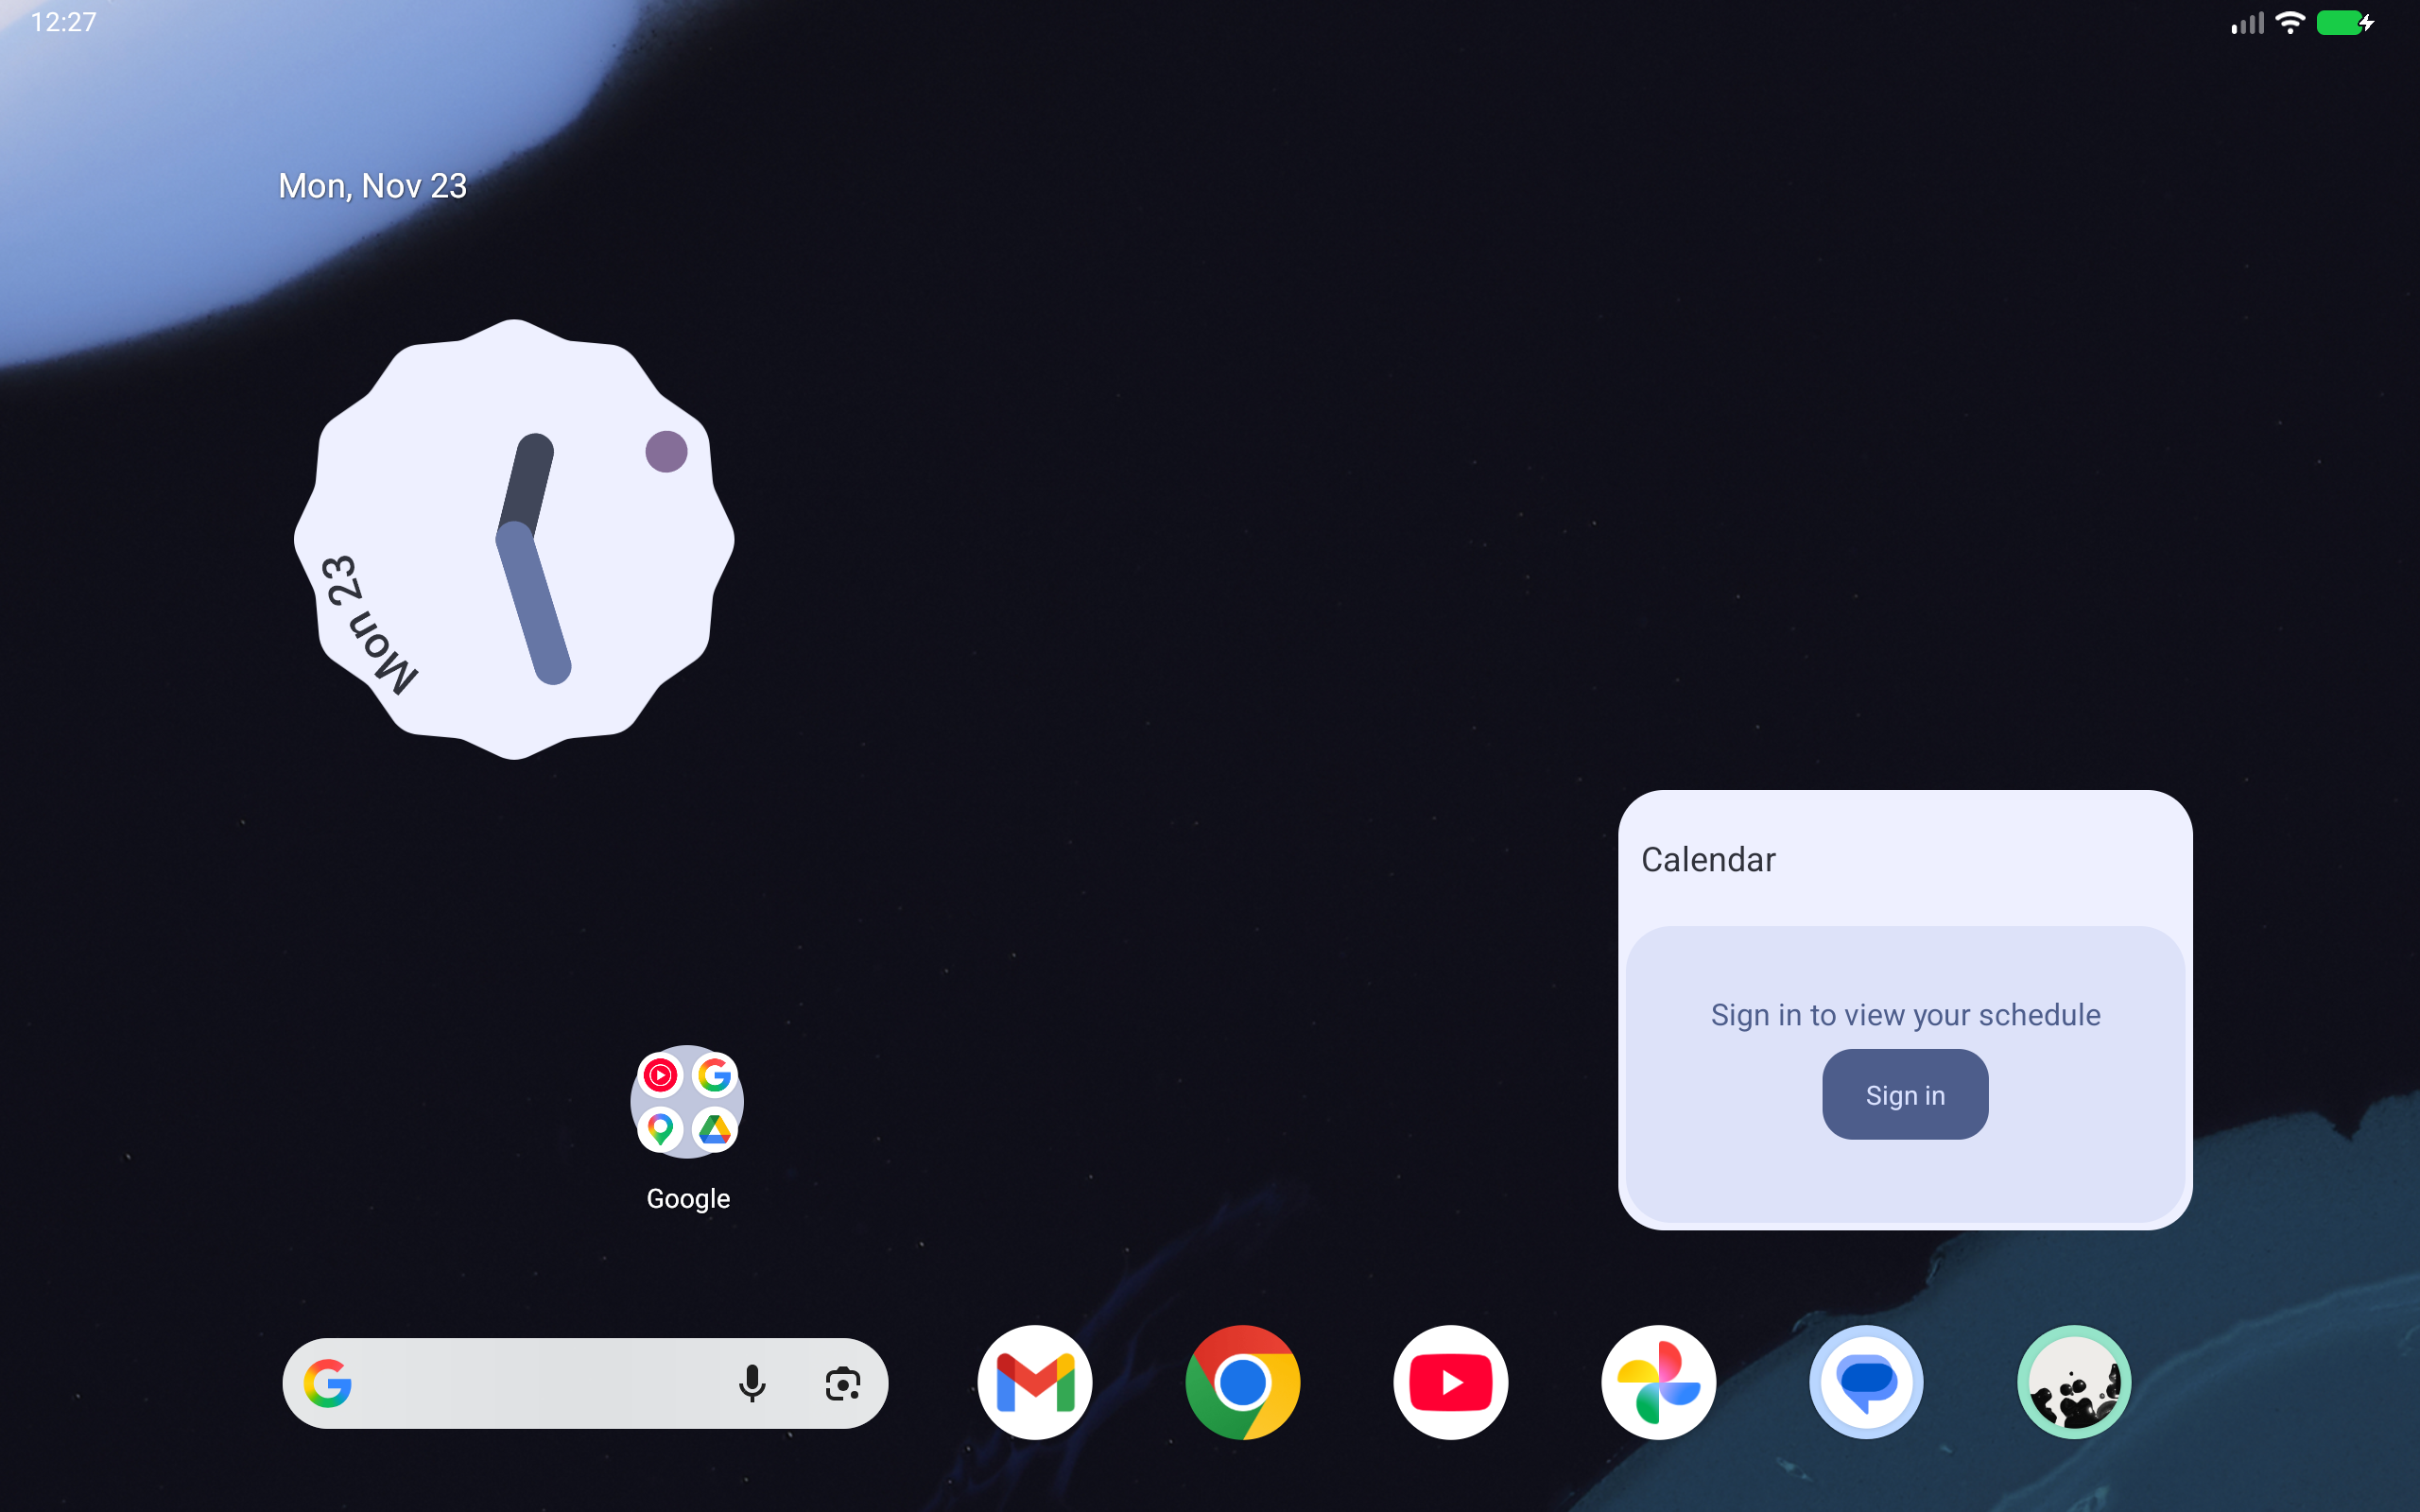 12:27
Mon, Nov 23
Mon 23
Calendar
Sign in to view your schedule
Sign in
Google